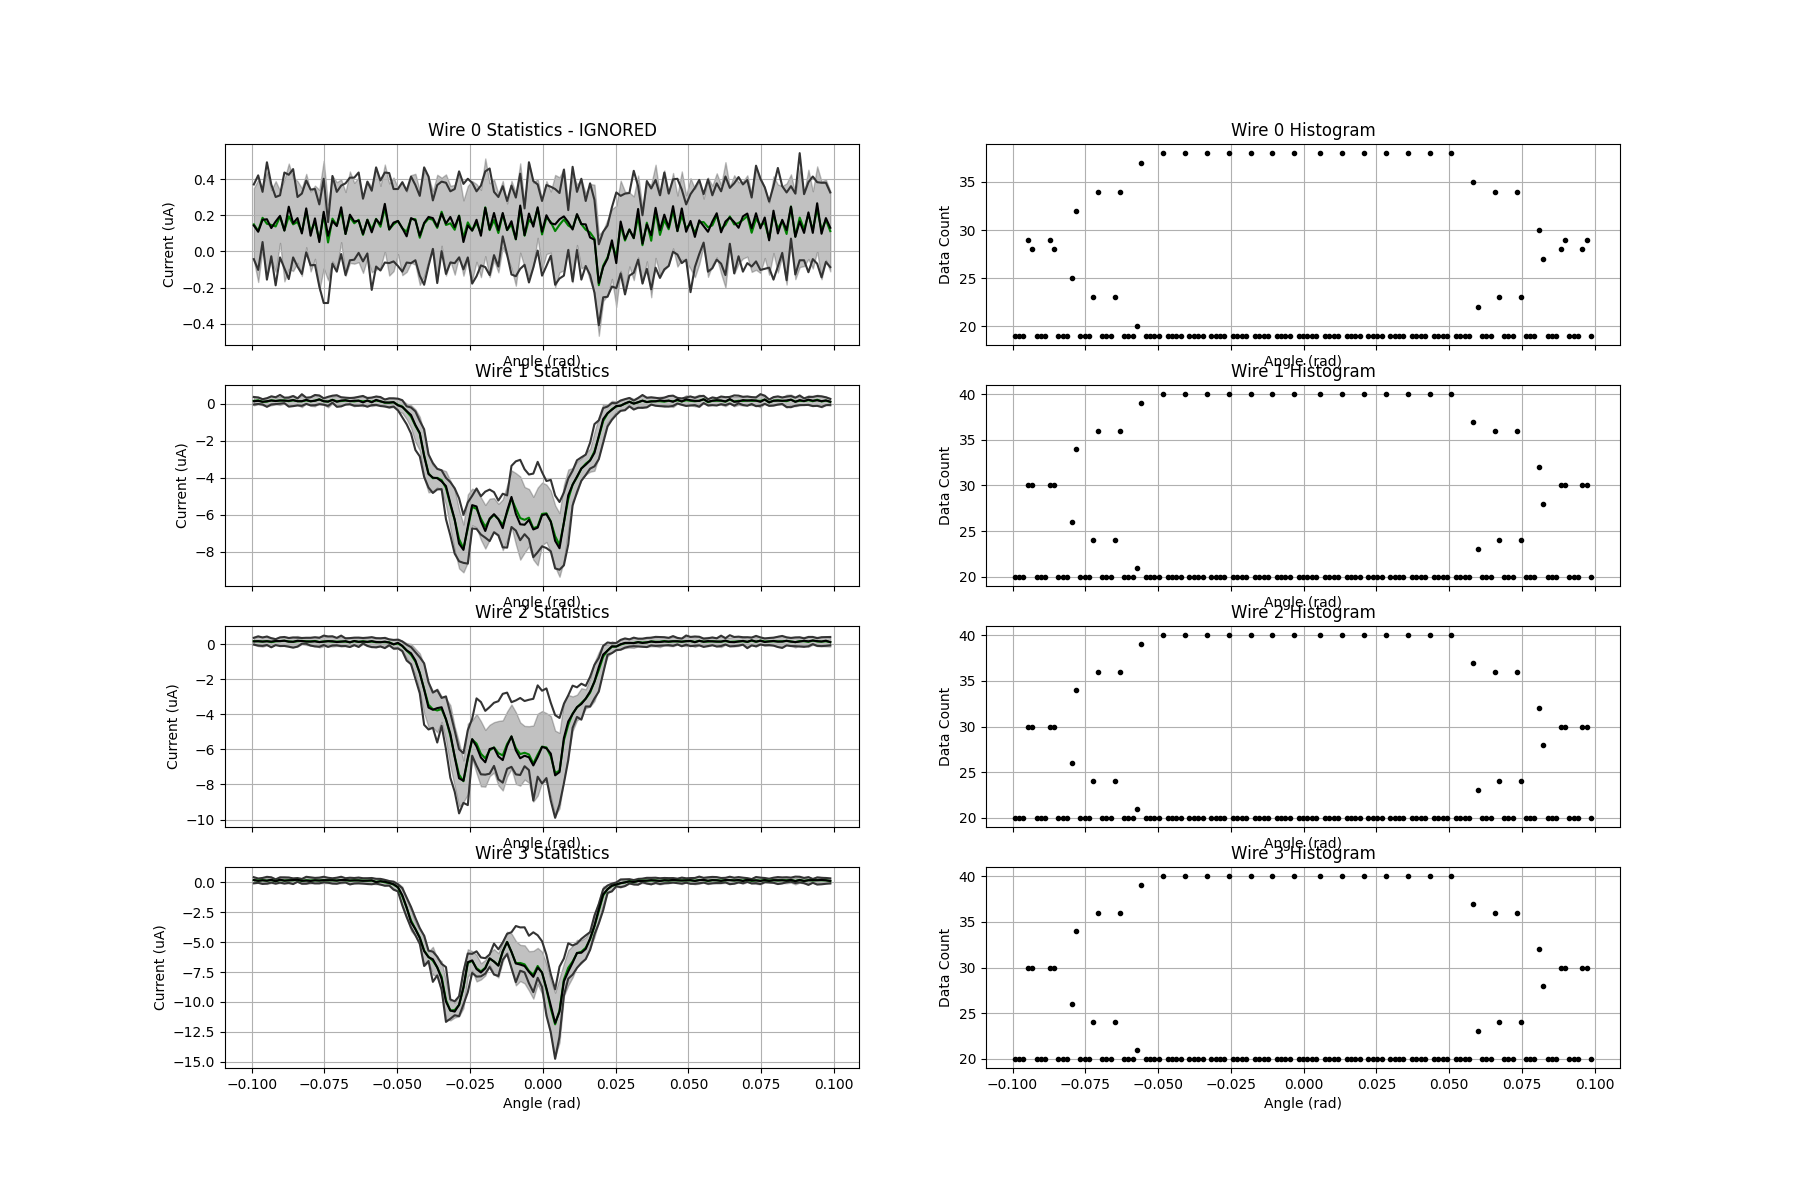 Wire 0 Statistics - IGNORED
Current (uA)
0.4
0.2
0.0
−0.2
−0.4
Angle (rad)
Wire 0 Histogram
Data Count
35
30
25
20
Angle (rad)
Wire 1 Statistics
Current (uA)
0
−2
−4
−6
−8
Angle (rad)
Wire 1 Histogram
Data Count
40
35
30
25
20
Angle (rad)
Wire 2 Statistics
Current (uA)
0
−2
−4
−6
−8
−10
Angle (rad)
Wire 2 Histogram
Data Count
40
35
30
25
20
Angle (rad)
Wire 3 Statistics
Current (uA)
0.0
−2.5
−5.0
−7.5
−10.0
−12.5
−15.0
−0.100 −0.075 −0.050 −0.025 0.000 0.025 0.050 0.075 0.100
Angle (rad)
Wire 3 Histogram
Data Count
40
35
30
25
20
−0.100 −0.075 −0.050 −0.025 0.000 0.025 0.050 0.075 0.100
Angle (rad)